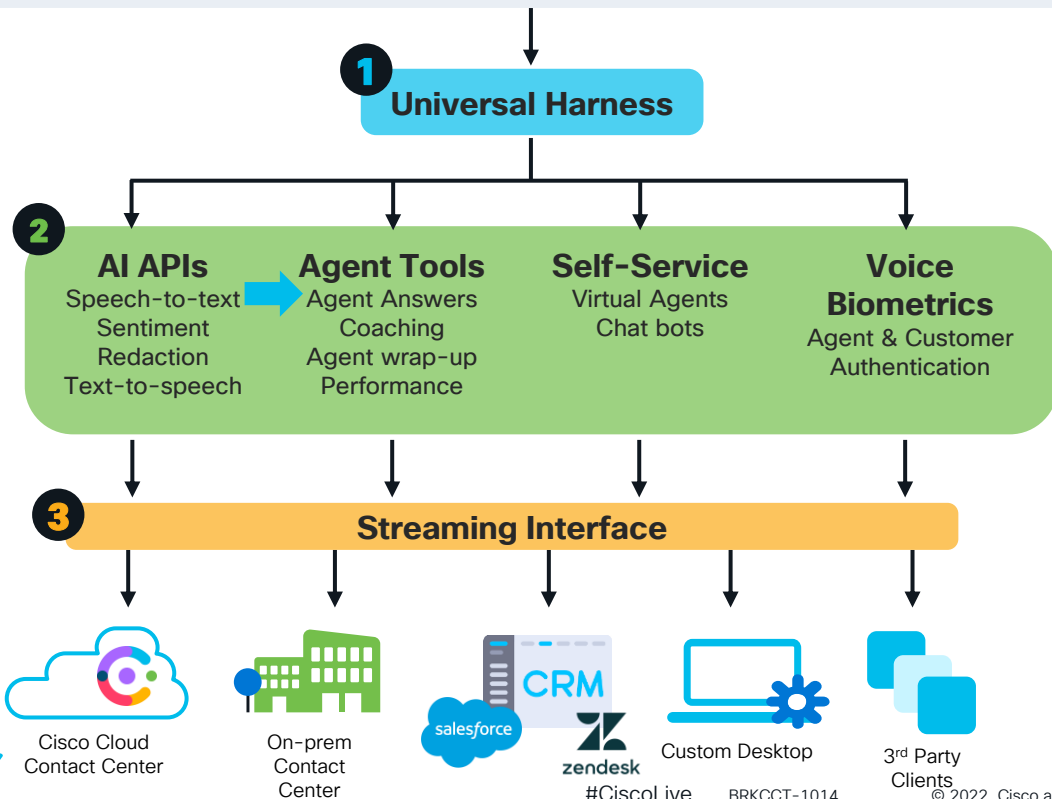 1
Universal Harness
2
AI APIs
Speech-to-text
Sentiment
Redaction
Text-to-speech
Agent Tools
Agent Answers
Coaching
Agent wrap-up
Performance
Self-Service
Virtual Agents
Chat bots
Voice
Biometrics
Agent & Customer
Authentication
3
Streaming Interface
Cisco Cloud
Contact Center
On-prem
Contact
Center
CRM
salesforce
zendesk
Custom Desktop
3rd Party
Clients
#CiscoLive
BRKCCT-1014
© 2022 Cisco a